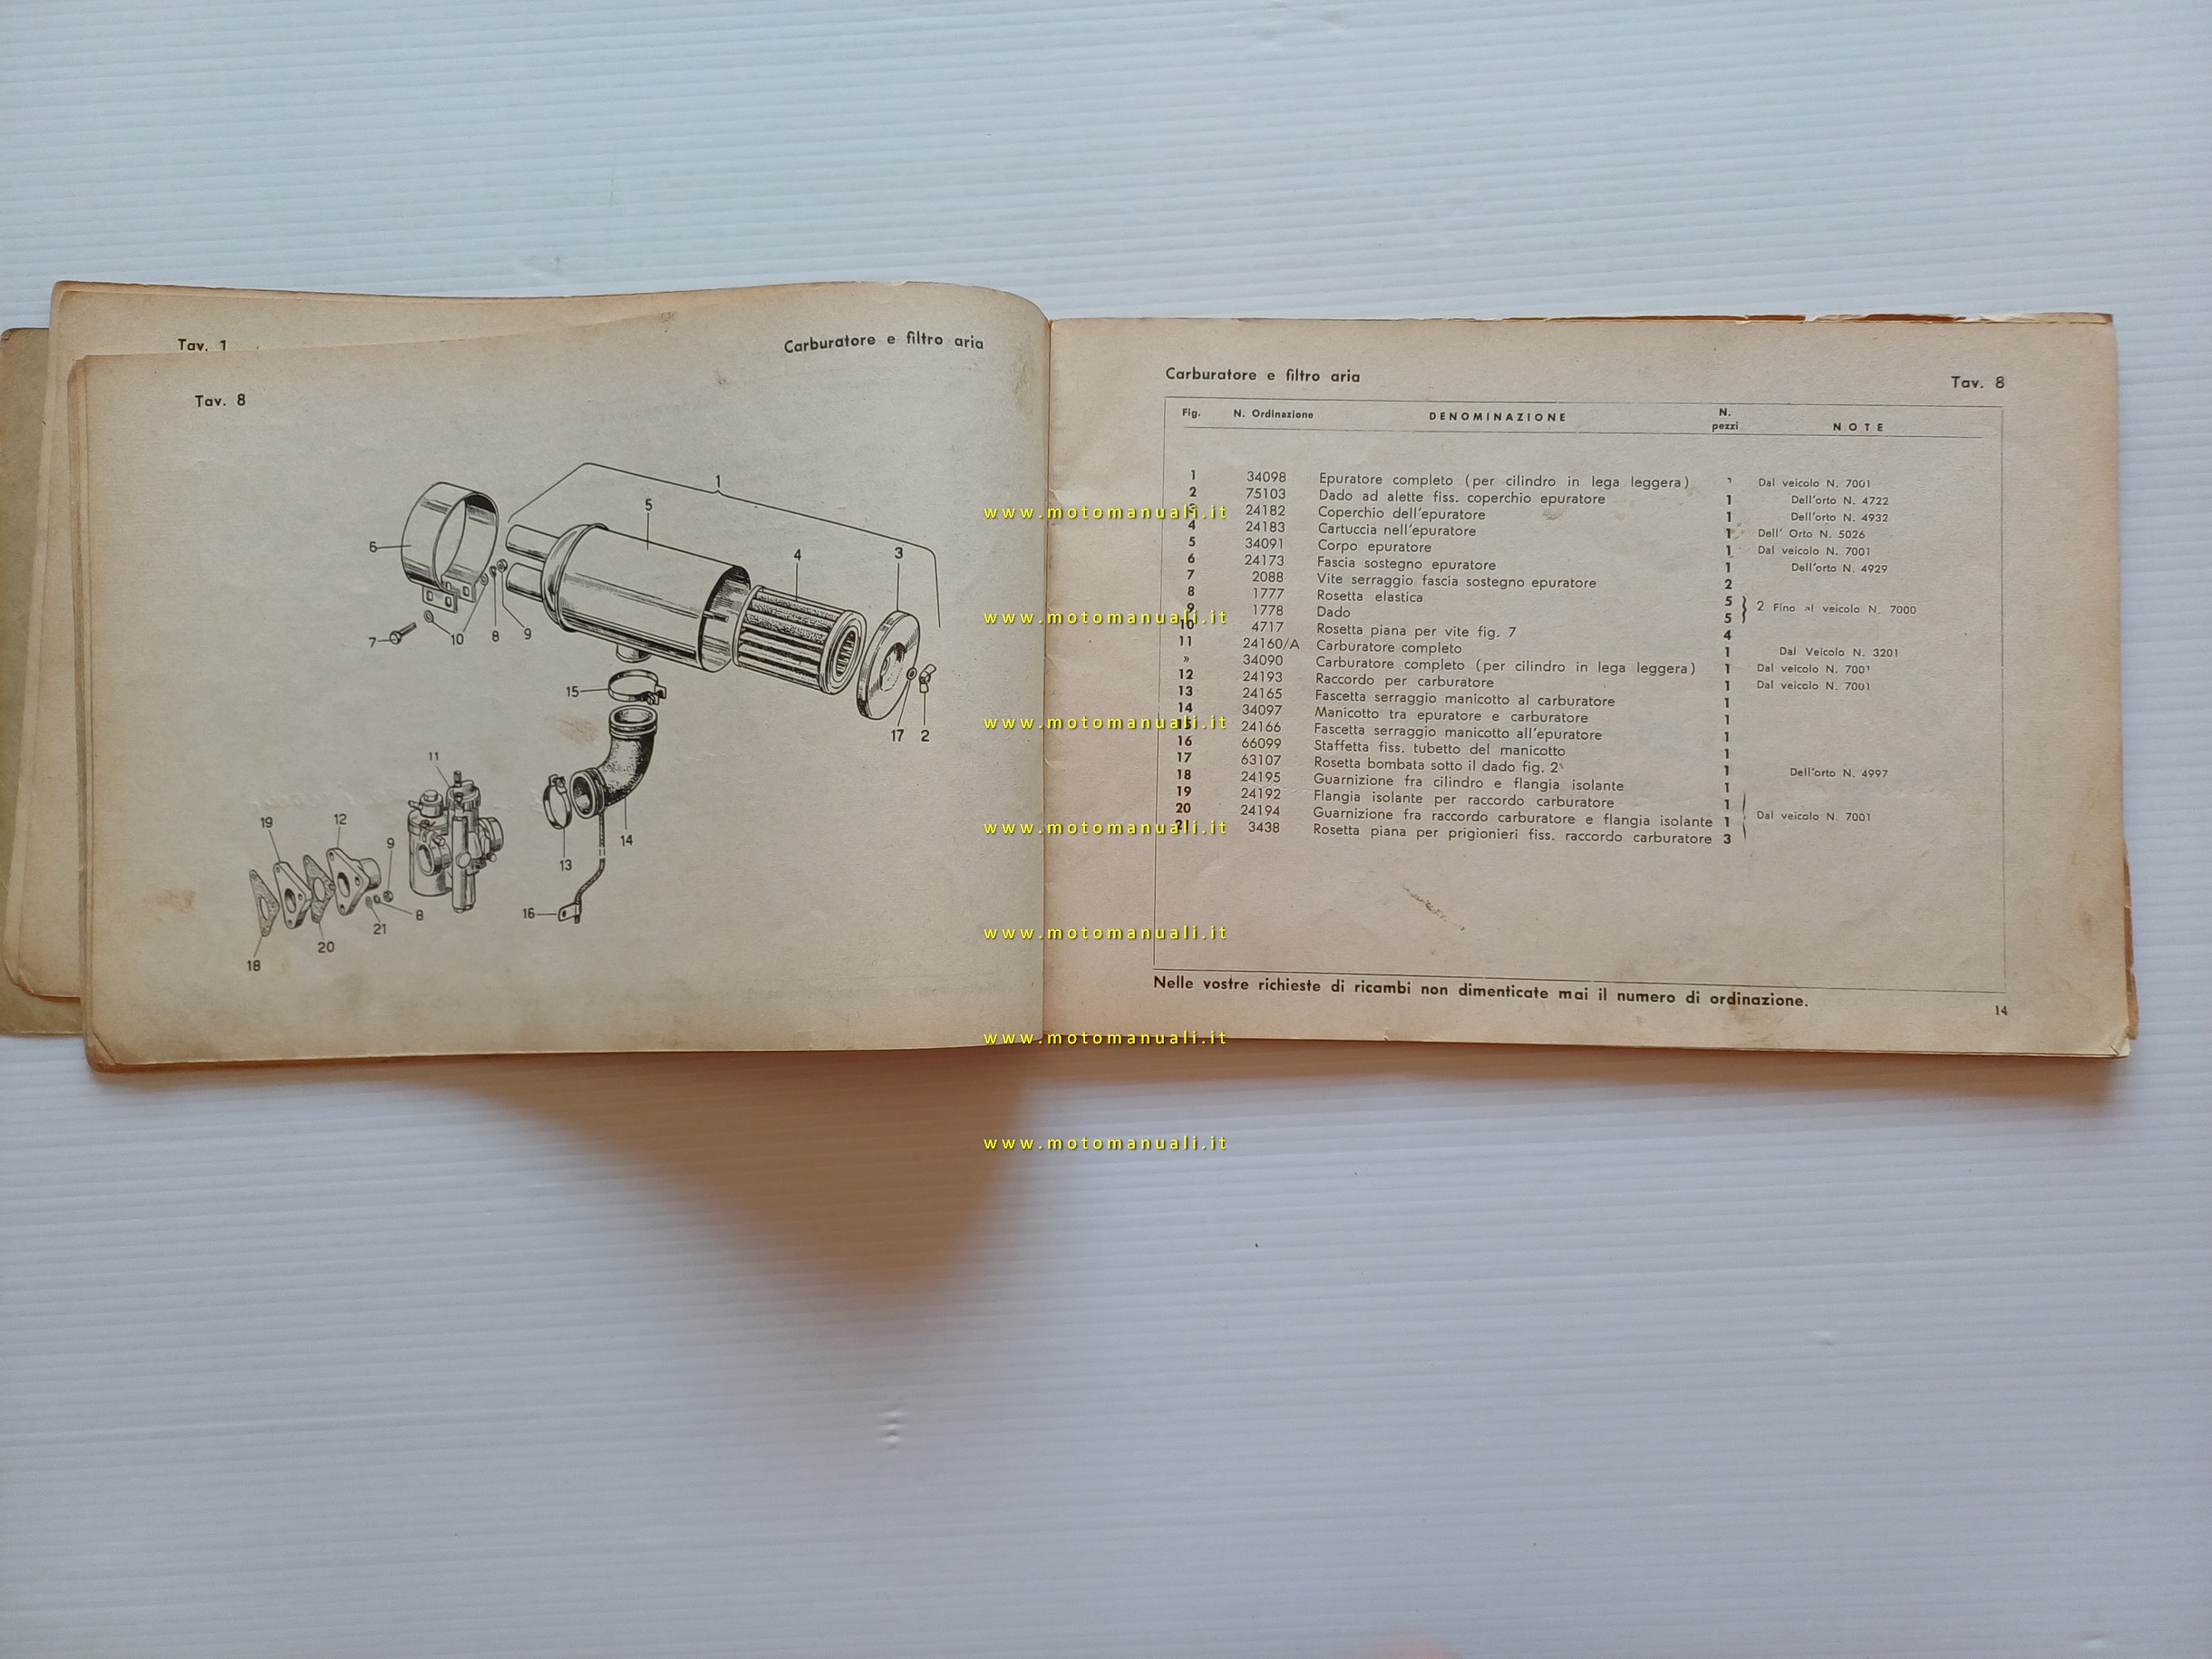 Tav. 1
Carburatore e filtro aria
Tav. 8
1
5
4
3
6
7
10
8
9
15
17
2
11
14
13
16
19
12
9
8
21
20
18
Carburatore e filtro aria Tav. 8
Fig. N. Ordinazione DENOMINAZIONE N. pezzi NOTE
1 34098 Epuratore completo (per cilindro in lega leggera) 1 Dal veicolo N. 7001
2 75103 Dado ad alette fiss. coperchio epuratore 1 Dell'orto N. 4722
3 24182 Coperchio dell'epuratore 1 Dell'orto N. 4932
4 24183 Cartuccia nell'epuratore 1 Dell' Orto N. 5026
5 34091 Corpo epuratore 1 Dal veicolo N. 7001
6 24173 Fascia sostegno epuratore 1 Dell'orto N. 4929
7 2088 Vite serraggio fascia sostegno epuratore 2
8 1777 Rosetta elastica 5 } 2 Fino al veicolo N. 7000
9 1778 Dado 5
10 4717 Rosetta piana per vite fig. 7 4
11 24160/A Carburatore completo 1 Dal Veicolo N. 3201
» 34090 Carburatore completo (per cilindro in lega leggera) 1 Dal veicolo N. 7001
12 24193 Raccordo per carburatore 1 Dal veicolo N. 7001
13 24165 Fascetta serraggio manicotto al carburatore 1
14 34097 Manicotto tra epuratore e carburatore 1
15 24166 Fascetta serraggio manicotto all'epuratore 1
16 66099 Staffetta fiss. tubetto del manicotto 1
17 63107 Rosetta bombata sotto il dado fig. 2 1 Dell'orto N. 4997
18 24195 Guarnizione fra cilindro e flangia isolante 1
19 24192 Flangia isolante per raccordo carburatore 1
20 24194 Guarnizione fra raccordo carburatore e flangia isolante 1 Dal veicolo N. 7001
21 3438 Rosetta piana per prigionieri fiss. raccordo carburatore 3
Nelle vostre richieste di ricambi non dimenticate mai il numero di ordinazione.
14
www.motomanuali.it
www.motomanuali.it
www.motomanuali.it
www.motomanuali.it
www.motomanuali.it
www.motomanuali.it
www.motomanuali.it